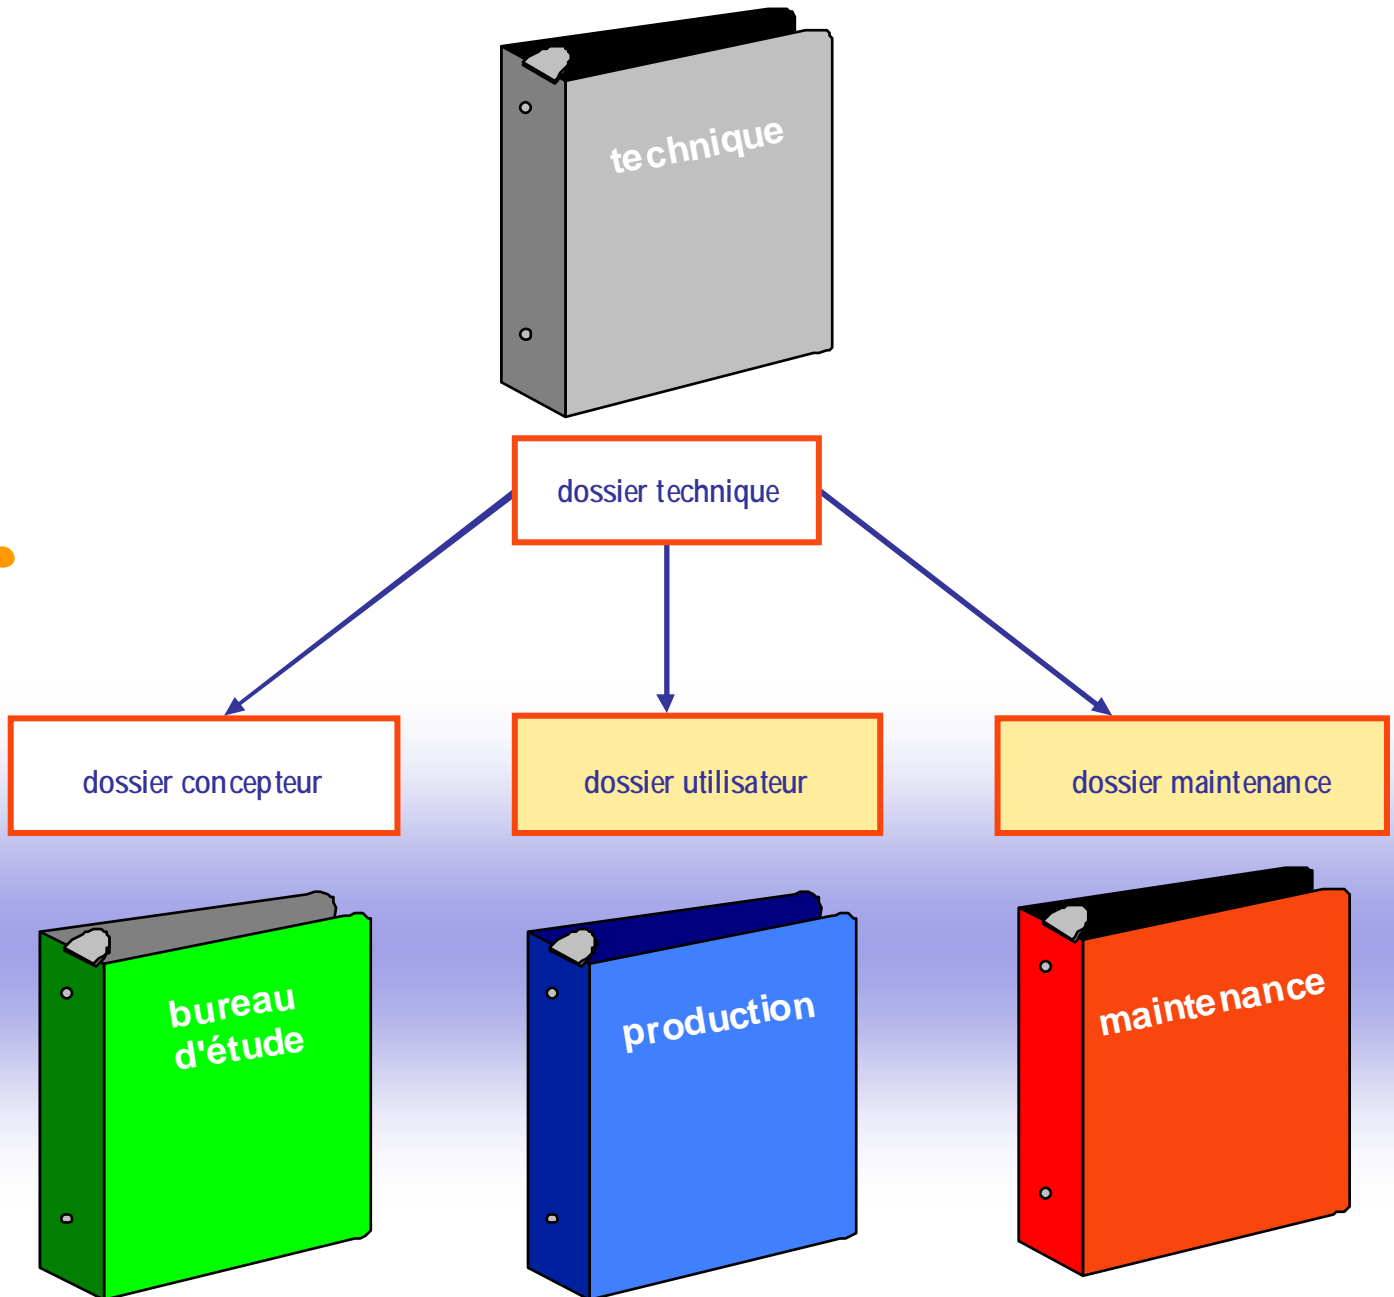 technique
dossier technique
dossier concepteur
dossier utilisateur
dossier maintenance
bureau
d'étude
production
maintenance